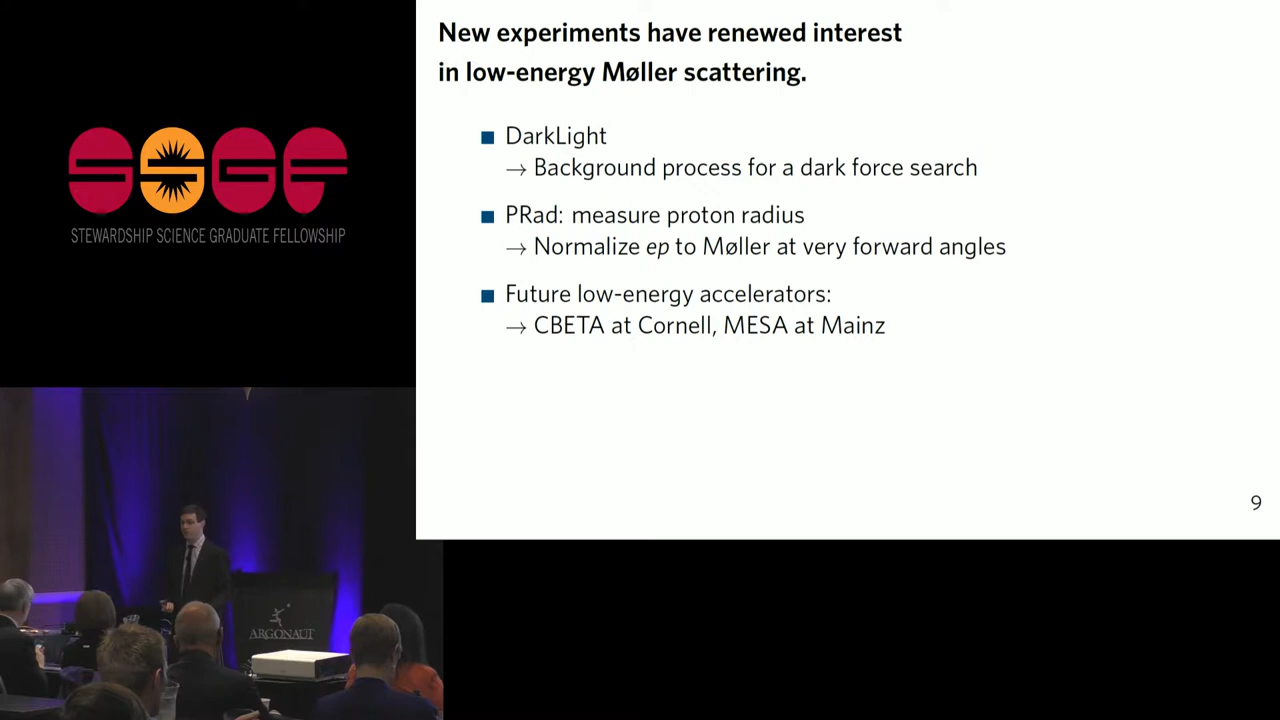 New experiments have renewed interest
in low-energy Møller scattering.
SSGF
STEWARDSHIP SCIENCE GRADUATE FELLOWSHIP
■ DarkLight
→ Background process for a dark force search
■ PRad: measure proton radius
→ Normalize ep to Møller at very forward angles
■ Future low-energy accelerators:
→ CBETA at Cornell, MESA at Mainz
9
ARGONAUT